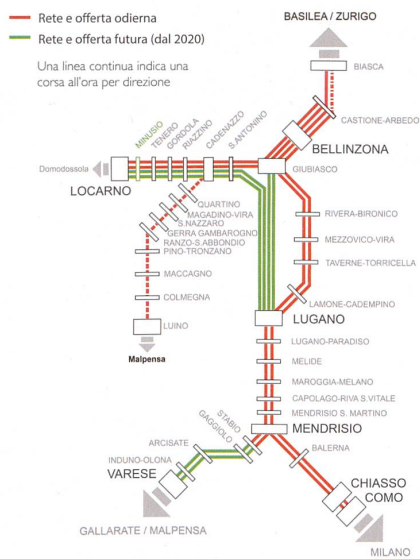 Rete e offerta odierna
Rete e offerta futura (dal 2020)
Una linea continua indica una
corsa all'ora per direzione
BASILEA / ZURIGO
BIASCA
CASTIONE-ARBEDO
BELLINZONA
GIUBIASCO
S.ANTONINO
CADENAZZO
RIAZZINO
GORDOLA
TENERO
MINUSIO
Domodossola
LOCARNO
QUARTINO
MAGADINO-VIRA
S.NAZZARO
GERRA GAMBAROGNO
RANZO-S.ABBONDIO
PINO-TRONZANO
MACCAGNO
COLMEGNA
LUINO
Malpensa
RIVERA-BIRONICO
MEZZOVICO-VIRA
TAVERNE-TORRICELLA
LAMONE-CADEMPINO
LUGANO
LUGANO-PARADISO
MELIDE
MAROGGIA-MELANO
CAPOLAGO-RIVA S.VITALE
MENDRISIO S. MARTINO
MENDRISIO
STABIO
GAGGIOLO
ARCISATE
INDUNO-OLONA
VARESE
GALLARATE / MALPENSA
BALERNA
CHIASSO
COMO
MILANO